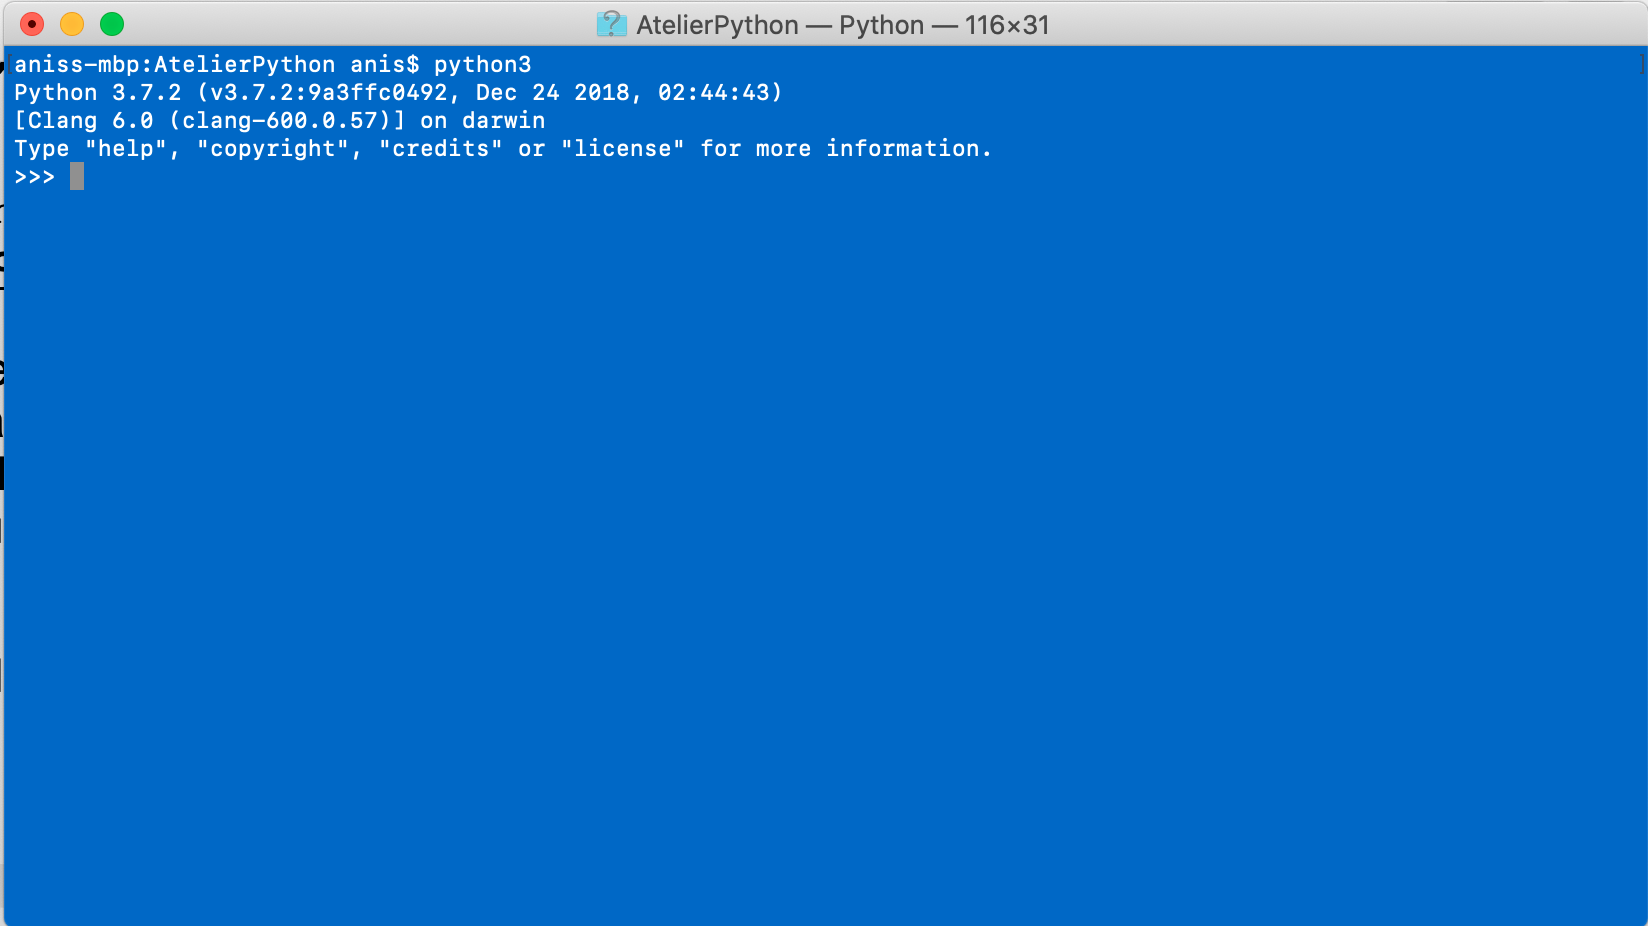 AtelierPython — Python — 116×31
aniss-mbp:AtelierPython anis$ python3
Python 3.7.2 (v3.7.2:9a3ffc0492, Dec 24 2018, 02:44:43)
[Clang 6.0 (clang-600.0.57)] on darwin
Type "help", "copyright", "credits" or "license" for more information.
>>>